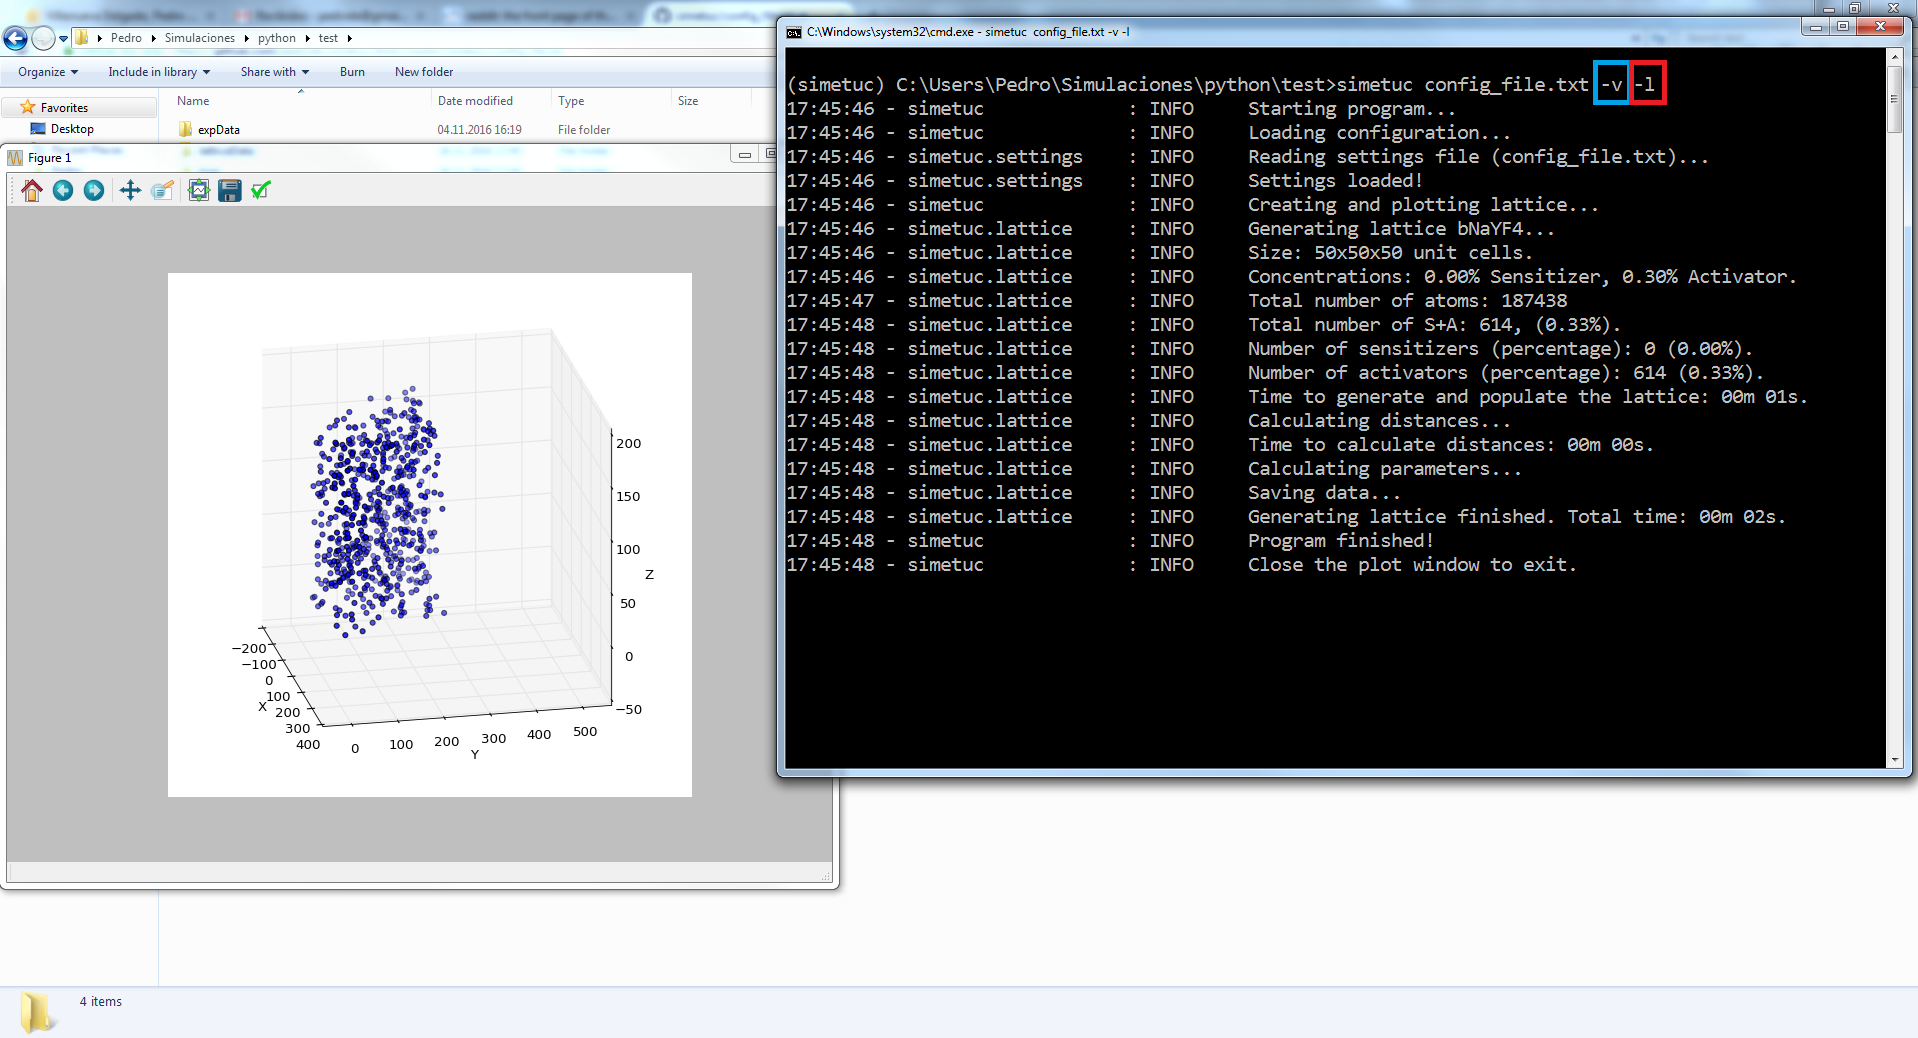 Pedro Simulaciones python test
Organize Include in library Share with Burn New folder
Favorites
Desktop
Name Date modified Type Size
expData 04.11.2016 16:19 File folder
Figure 1
200
150
100
50
0
−50
Z
−200
−100
0
100
200
300
400
X
0 100 200 300 400 500
Y
4 items
C:\Windows\system32\cmd.exe - simetuc config_file.txt -v -l
(simetuc) C:\Users\Pedro\Simulaciones\python\test>simetuc config_file.txt -v -l
17:45:46 - simetuc : INFO Starting program...
17:45:46 - simetuc : INFO Loading configuration...
17:45:46 - simetuc.settings : INFO Reading settings file (config_file.txt)...
17:45:46 - simetuc.settings : INFO Settings loaded!
17:45:46 - simetuc : INFO Creating and plotting lattice...
17:45:46 - simetuc.lattice : INFO Generating lattice bNaYF4...
17:45:46 - simetuc.lattice : INFO Size: 50x50x50 unit cells.
17:45:46 - simetuc.lattice : INFO Concentrations: 0.00% Sensitizer, 0.30% Activator.
17:45:47 - simetuc.lattice : INFO Total number of atoms: 187438
17:45:48 - simetuc.lattice : INFO Total number of S+A: 614, (0.33%).
17:45:48 - simetuc.lattice : INFO Number of sensitizers (percentage): 0 (0.00%).
17:45:48 - simetuc.lattice : INFO Number of activators (percentage): 614 (0.33%).
17:45:48 - simetuc.lattice : INFO Time to generate and populate the lattice: 00m 01s.
17:45:48 - simetuc.lattice : INFO Calculating distances...
17:45:48 - simetuc.lattice : INFO Time to calculate distances: 00m 00s.
17:45:48 - simetuc.lattice : INFO Calculating parameters...
17:45:48 - simetuc.lattice : INFO Saving data...
17:45:48 - simetuc.lattice : INFO Generating lattice finished. Total time: 00m 02s.
17:45:48 - simetuc : INFO Program finished!
17:45:48 - simetuc : INFO Close the plot window to exit.